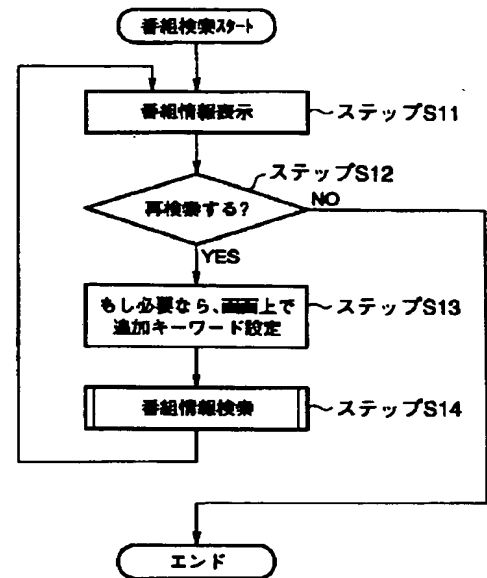 番組検索スタート
番組情報表示
ステップS11
ステップS12
再検索する?
NO
YES
もし必要なら、画面上で
追加キーワード設定
ステップS13
番組情報検索
ステップS14
エンド